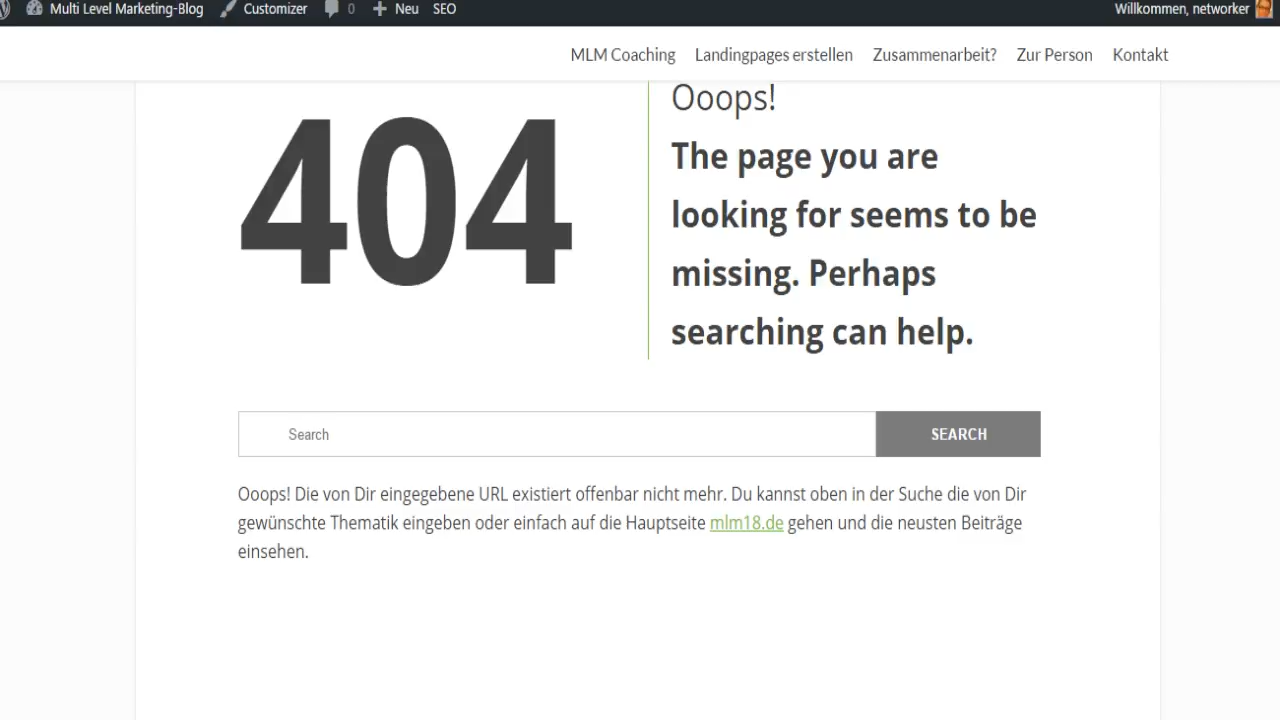 Multi Level Marketing-Blog Customizer 0 Neu SEO Willkommen, networker
MLM Coaching Landingpages erstellen Zusammenarbeit? Zur Person Kontakt
404
Ooops!
The page you are
looking for seems to be
missing. Perhaps
searching can help.
Search SEARCH
Ooops! Die von Dir eingegebene URL existiert offenbar nicht mehr. Du kannst oben in der Suche die von Dir
gewünschte Thematik eingeben oder einfach auf die Hauptseite mlm18.de gehen und die neusten Beiträge
einsehen.